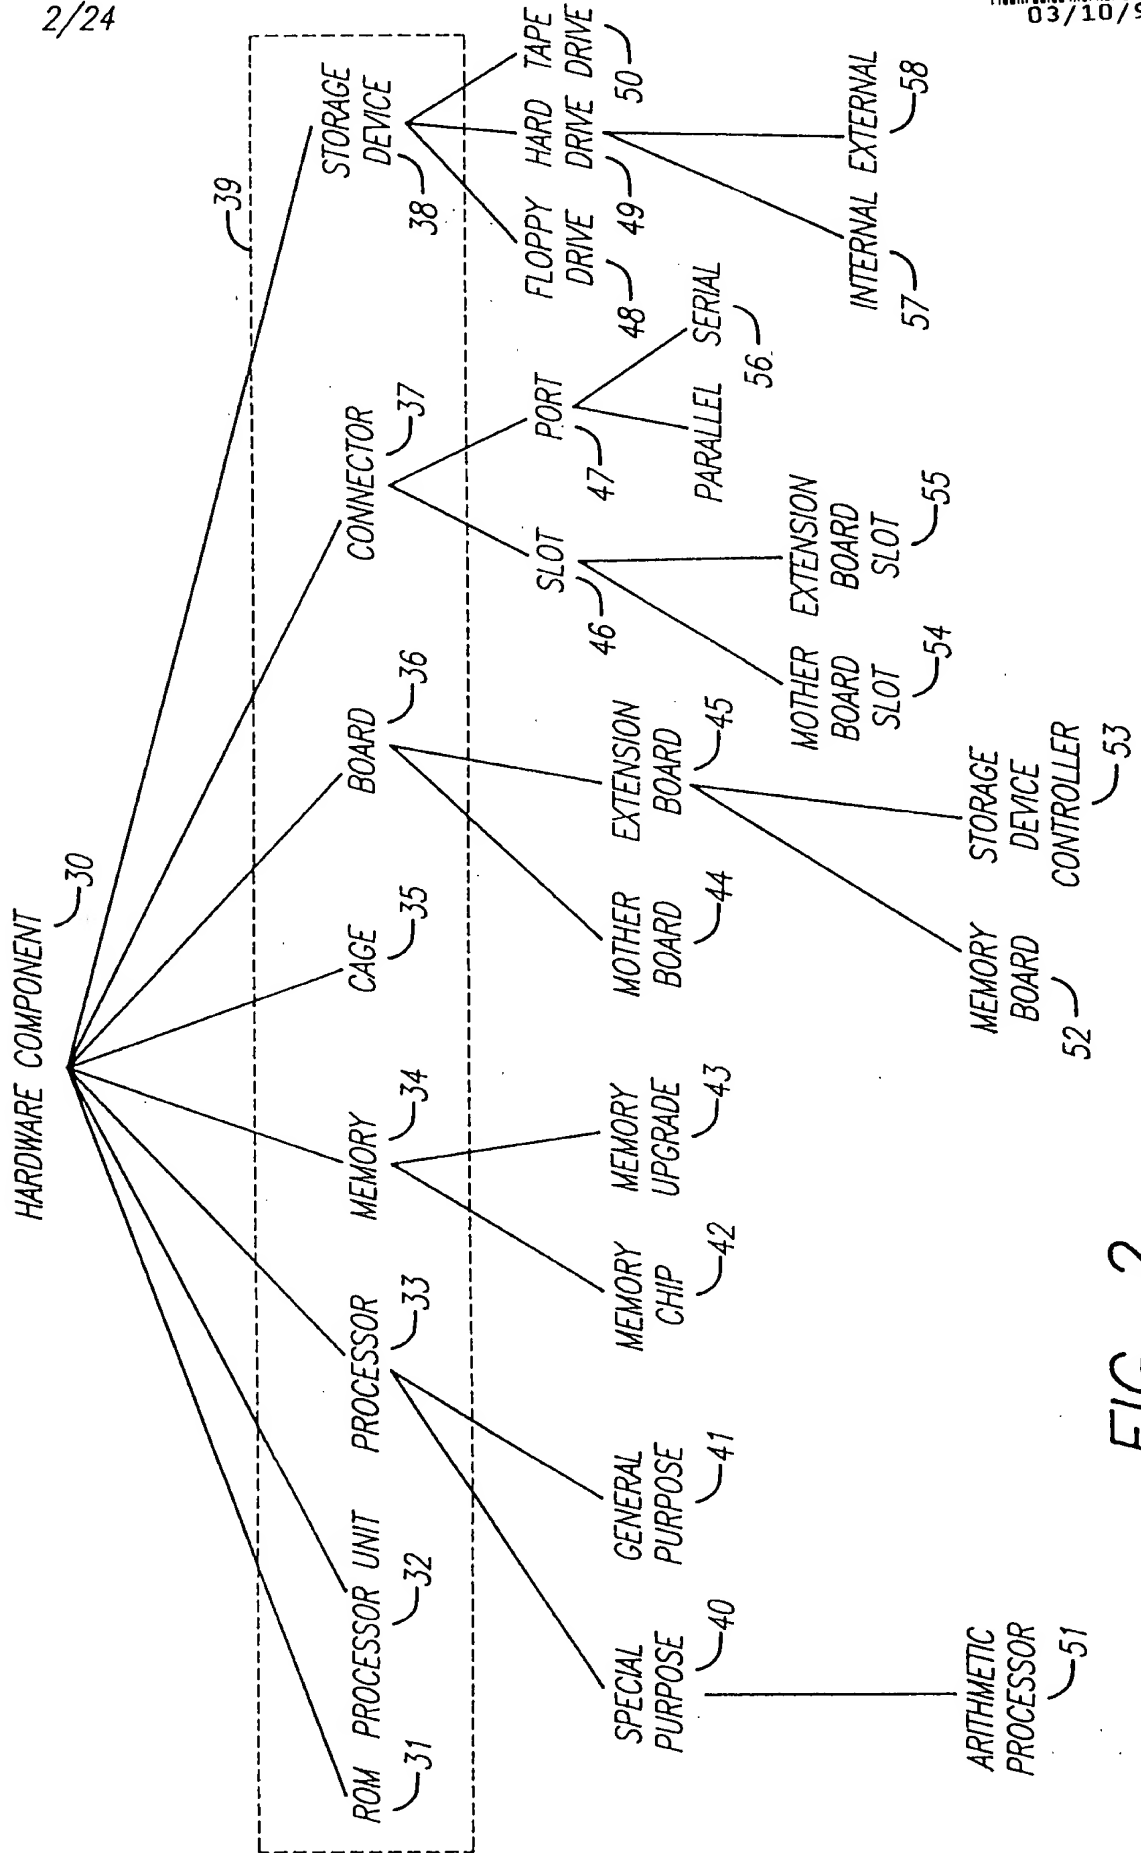 2/24
03/10/9
HARDWARE COMPONENT
30
39
ROM
31
PROCESSOR UNIT
32
PROCESSOR
33
MEMORY
34
CAGE
35
BOARD
36
CONNECTOR
37
STORAGE
DEVICE
38
SPECIAL
PURPOSE
40
GENERAL
PURPOSE
41
MEMORY
CHIP
42
MEMORY
UPGRADE
43
MOTHER
BOARD
44
EXTENSION
BOARD
45
SLOT
46
PORT
47
FLOPPY
DRIVE
48
HARD
DRIVE
49
TAPE
DRIVE
50
PARALLEL
SERIAL
56
MOTHER
BOARD
SLOT
54
EXTENSION
BOARD
SLOT
55
INTERNAL
57
EXTERNAL
58
ARITHMETIC
PROCESSOR
51
MEMORY
BOARD
52
STORAGE
DEVICE
CONTROLLER
53
FIG. 2